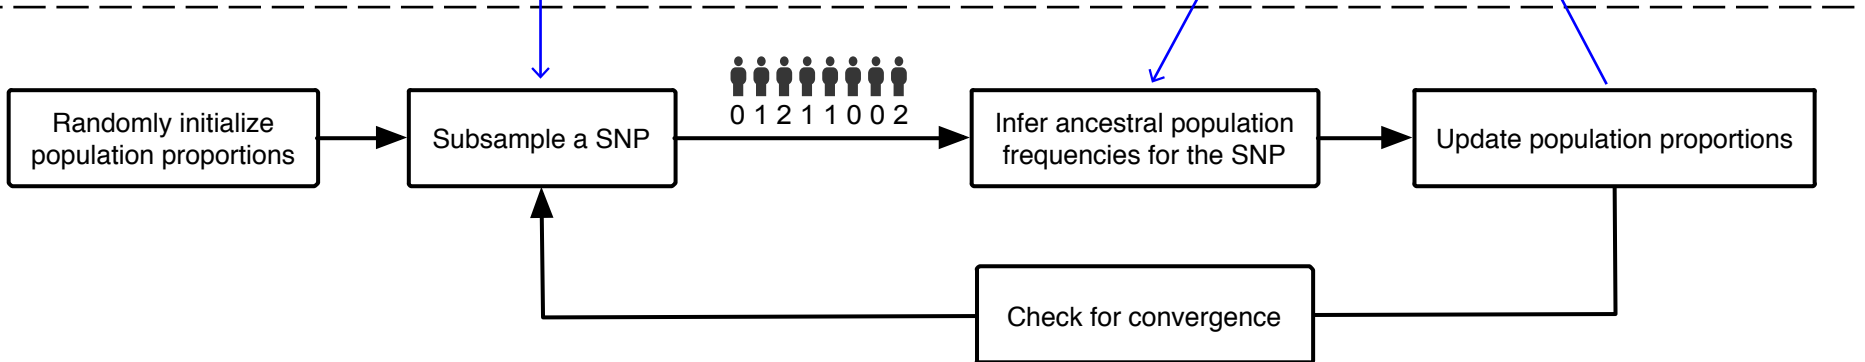 Randomly initialize
population proportions
Subsample a SNP
0 1 2 1 1 0 0 2
Infer ancestral population
frequencies for the SNP
Update population proportions
Check for convergence